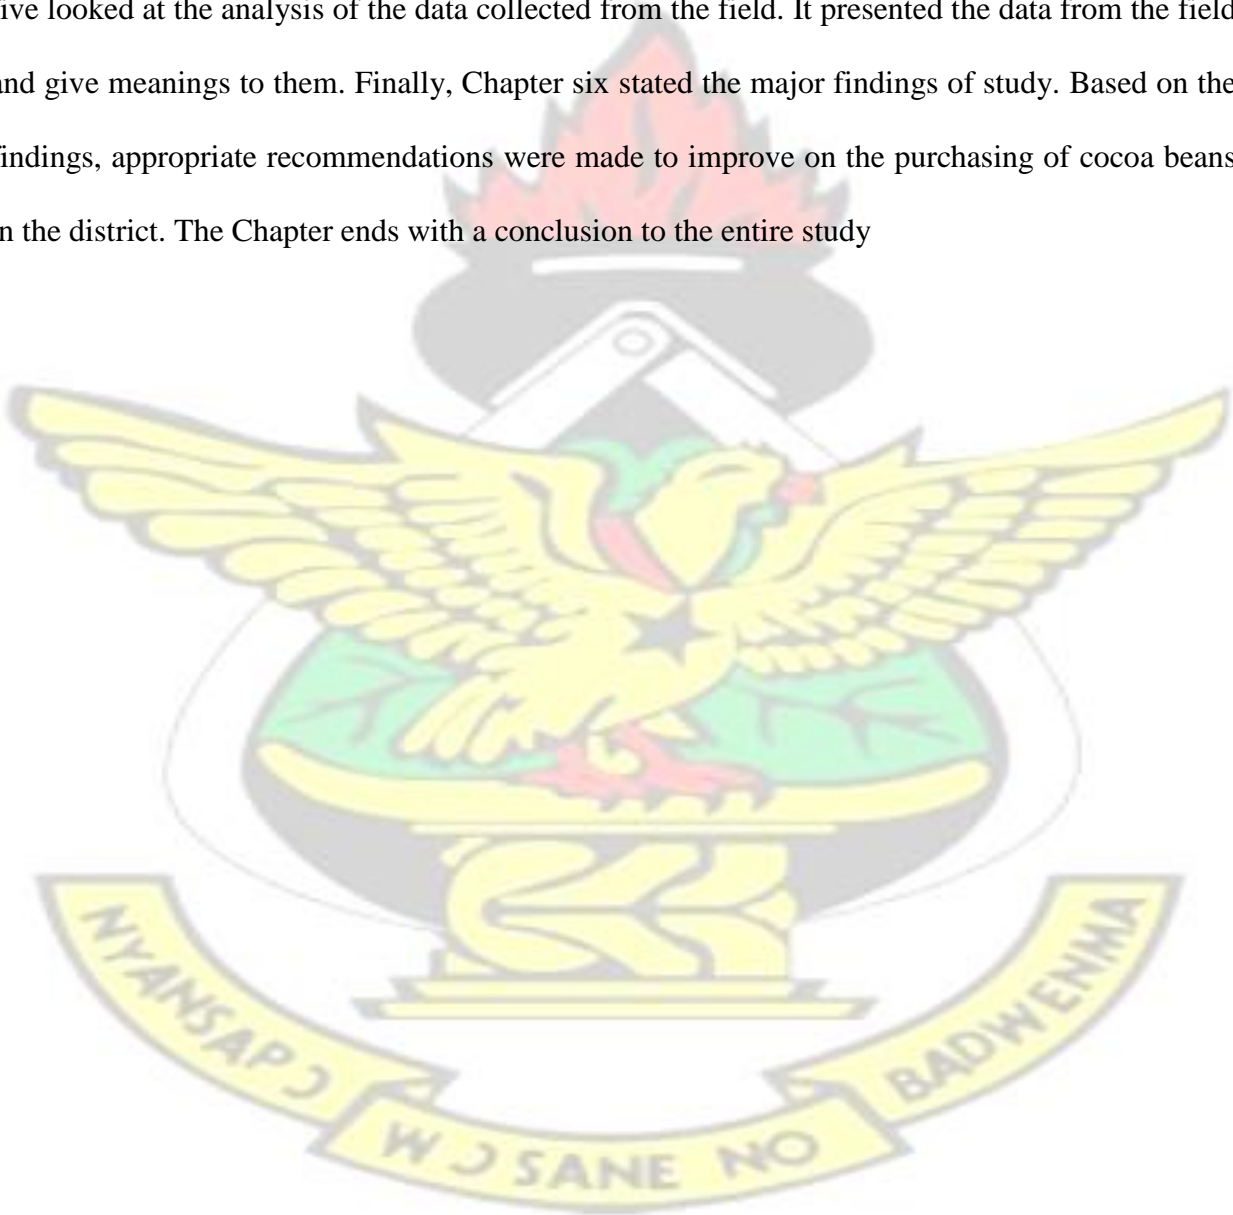 five looked at the analysis of the data collected from the field. It presented the data from the field
and give meanings to them. Finally, Chapter six stated the major findings of study. Based on the
findings, appropriate recommendations were made to improve on the purchasing of cocoa beans
in the district. The Chapter ends with a conclusion to the entire study
NYANSAPƆ
WƆ SANE NO
BADWENMA